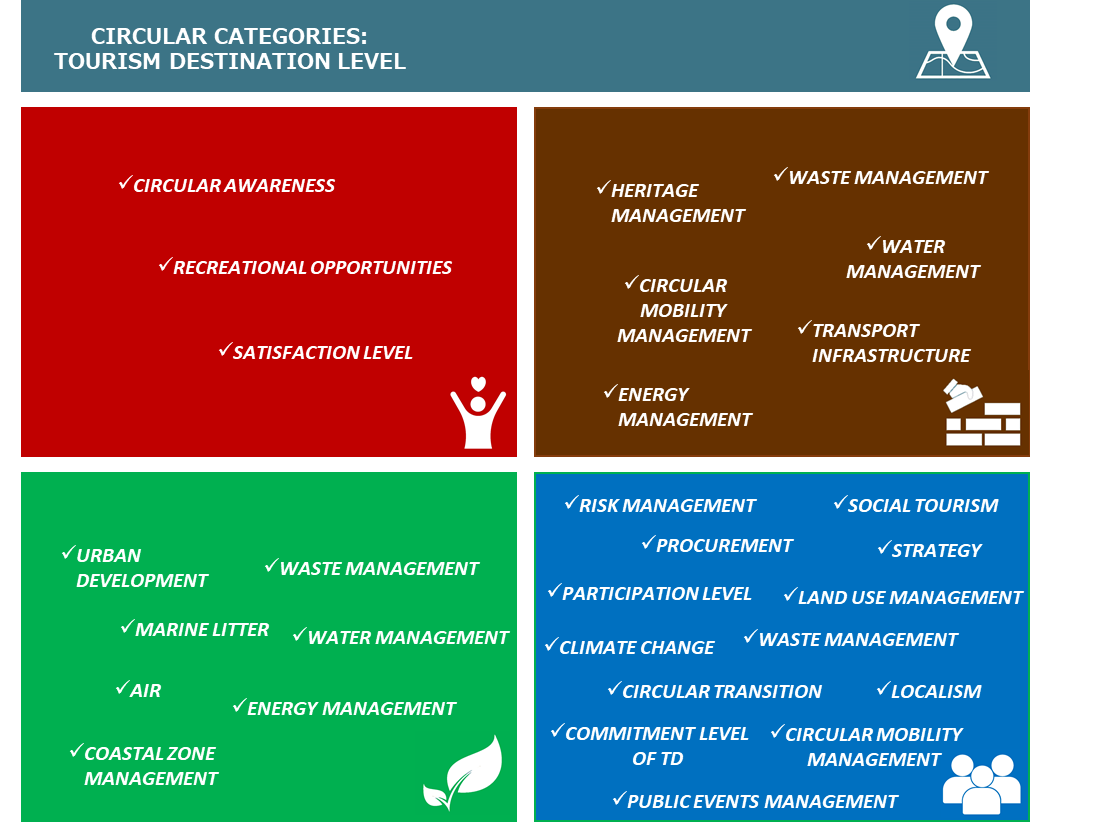 CIRCULAR CATEGORIES:
TOURISM DESTINATION LEVEL
✓CIRCULAR AWARENESS
✓RECREATIONAL OPPORTUNITIES
✓SATISFACTION LEVEL
✓HERITAGE
MANAGEMENT
✓WASTE MANAGEMENT
✓WATER
MANAGEMENT
✓CIRCULAR
MOBILITY
MANAGEMENT
✓TRANSPORT
INFRASTRUCTURE
✓ENERGY
MANAGEMENT
✓URBAN
DEVELOPMENT
✓WASTE MANAGEMENT
✓MARINE LITTER
✓WATER MANAGEMENT
✓AIR
✓ENERGY MANAGEMENT
✓COASTAL ZONE
MANAGEMENT
✓RISK MANAGEMENT
✓SOCIAL TOURISM
✓PROCUREMENT
✓STRATEGY
✓PARTICIPATION LEVEL
✓LAND USE MANAGEMENT
✓CLIMATE CHANGE
✓WASTE MANAGEMENT
✓CIRCULAR TRANSITION
✓LOCALISM
✓COMMITMENT LEVEL
OF TD
✓CIRCULAR MOBILITY
MANAGEMENT
✓PUBLIC EVENTS MANAGEMENT